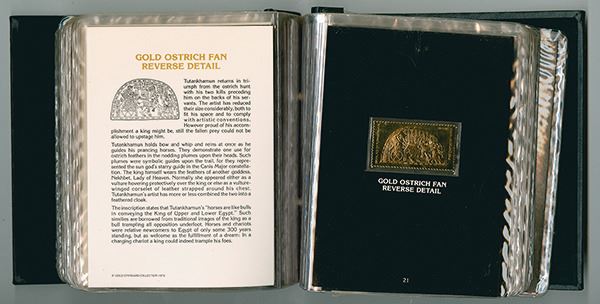 GOLD OSTRICH FAN
REVERSE DETAIL
Tutankhamun returns in tri-
umph from the ostrich hunt
with his two kills preceding
him on the backs of his ser-
vants. The artist has reduced
their size considerably, both to
fit his space and to comply
with artistic conventions.
However proud of his accom-
plishment a king might be, still the fallen prey could not be
allowed to upstage him.
Tutankhamun holds bow and whip and reins at once as he
guides his prancing horses. They demonstrate one use for
ostrich feathers in the nodding plumes upon their heads. Such
plumes were symbolic guides upon the trail, for they repre-
sented the sun god's starry guide in the Canis Major connec-
tion. The king himself wears the feathers of another goddess,
Nekhbet, Lady of Heaven. Normally she appeared either as a
vulture hovering protectively over the king or else as a vulture-
winged corselet of leather strapped around his chest.
Tutankhamun's artist has more or less combined the two into a
feathered cloak.
The inscription states that Tutankhamun's "horses are like bulls
in conveying the King of Upper and Lower Egypt." Such
similies are borrowed from traditional images of the king as a
bull trampling all opposition underfoot. Horses and chariots
were relative newcomers to Egypt of only some 300 years
standing, but as welcome as the fulfillment of a dream: In a
charging chariot a king could indeed trample his foes.
GOLD OSTRICH FAN
REVERSE DETAIL
21